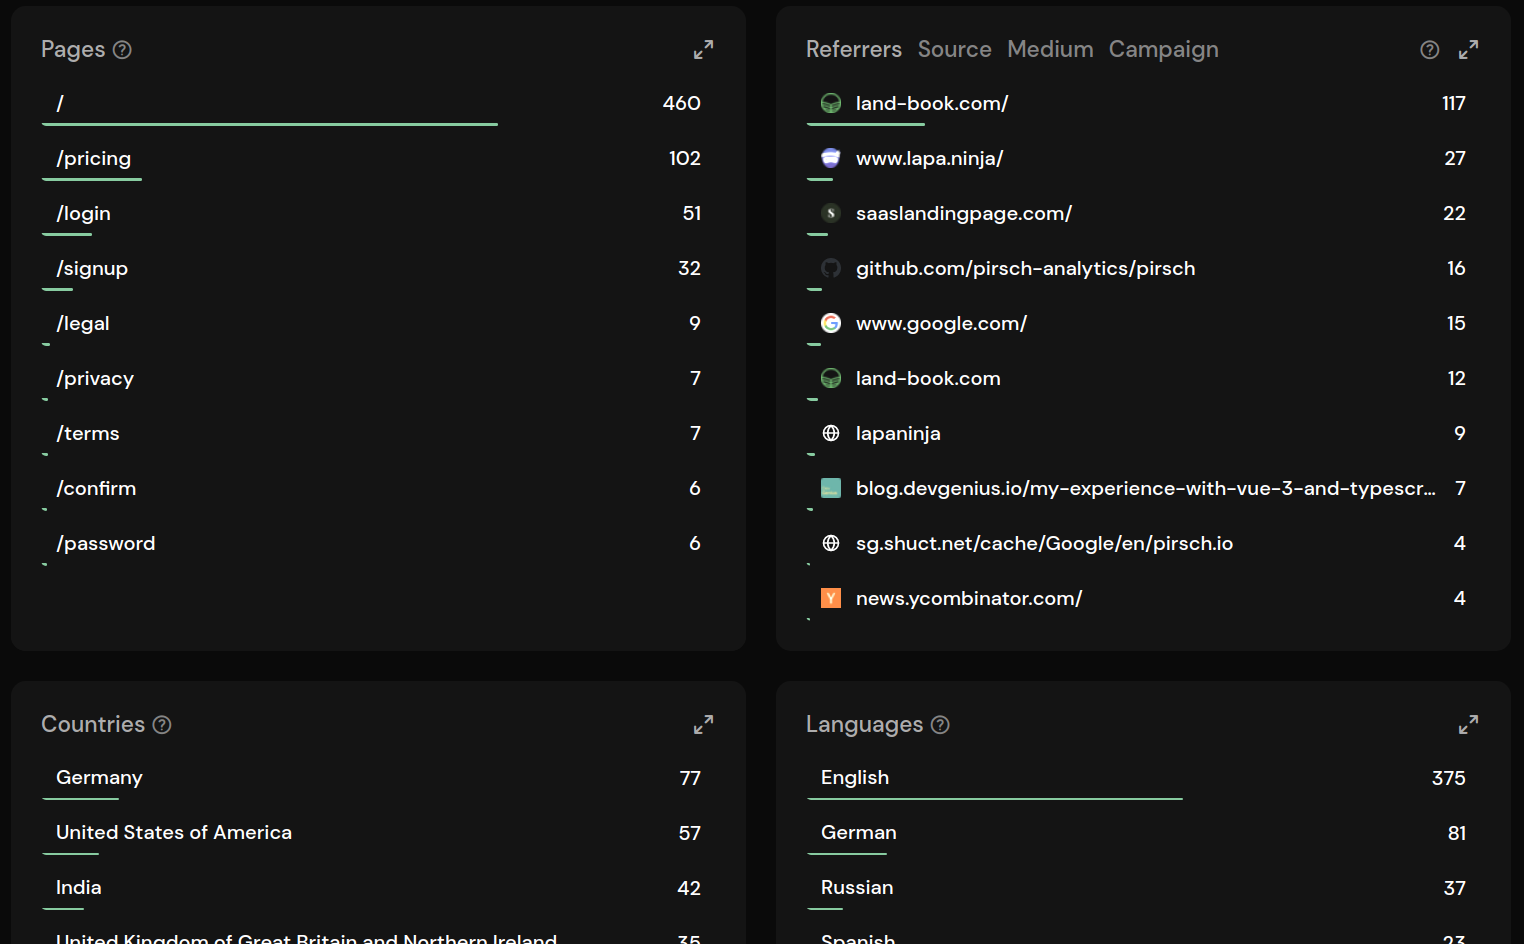 Pages
/ 460
/pricing 102
/login 51
/signup 32
/legal 9
/privacy 7
/terms 7
/confirm 6
/password 6
Referrers Source Medium Campaign
land-book.com/ 117
www.lapa.ninja/ 27
saaslandingpage.com/ 22
github.com/pirsch-analytics/pirsch 16
www.google.com/ 15
land-book.com 12
lapaninja 9
blog.devgenius.io/my-experience-with-vue-3-and-typescr... 7
sg.shuct.net/cache/Google/en/pirsch.io 4
news.ycombinator.com/ 4
Countries
Germany 77
United States of America 57
India 42
United Kingdom of Great Britain and Northern Ireland 35
Languages
English 375
German 81
Russian 37
Spanish 23